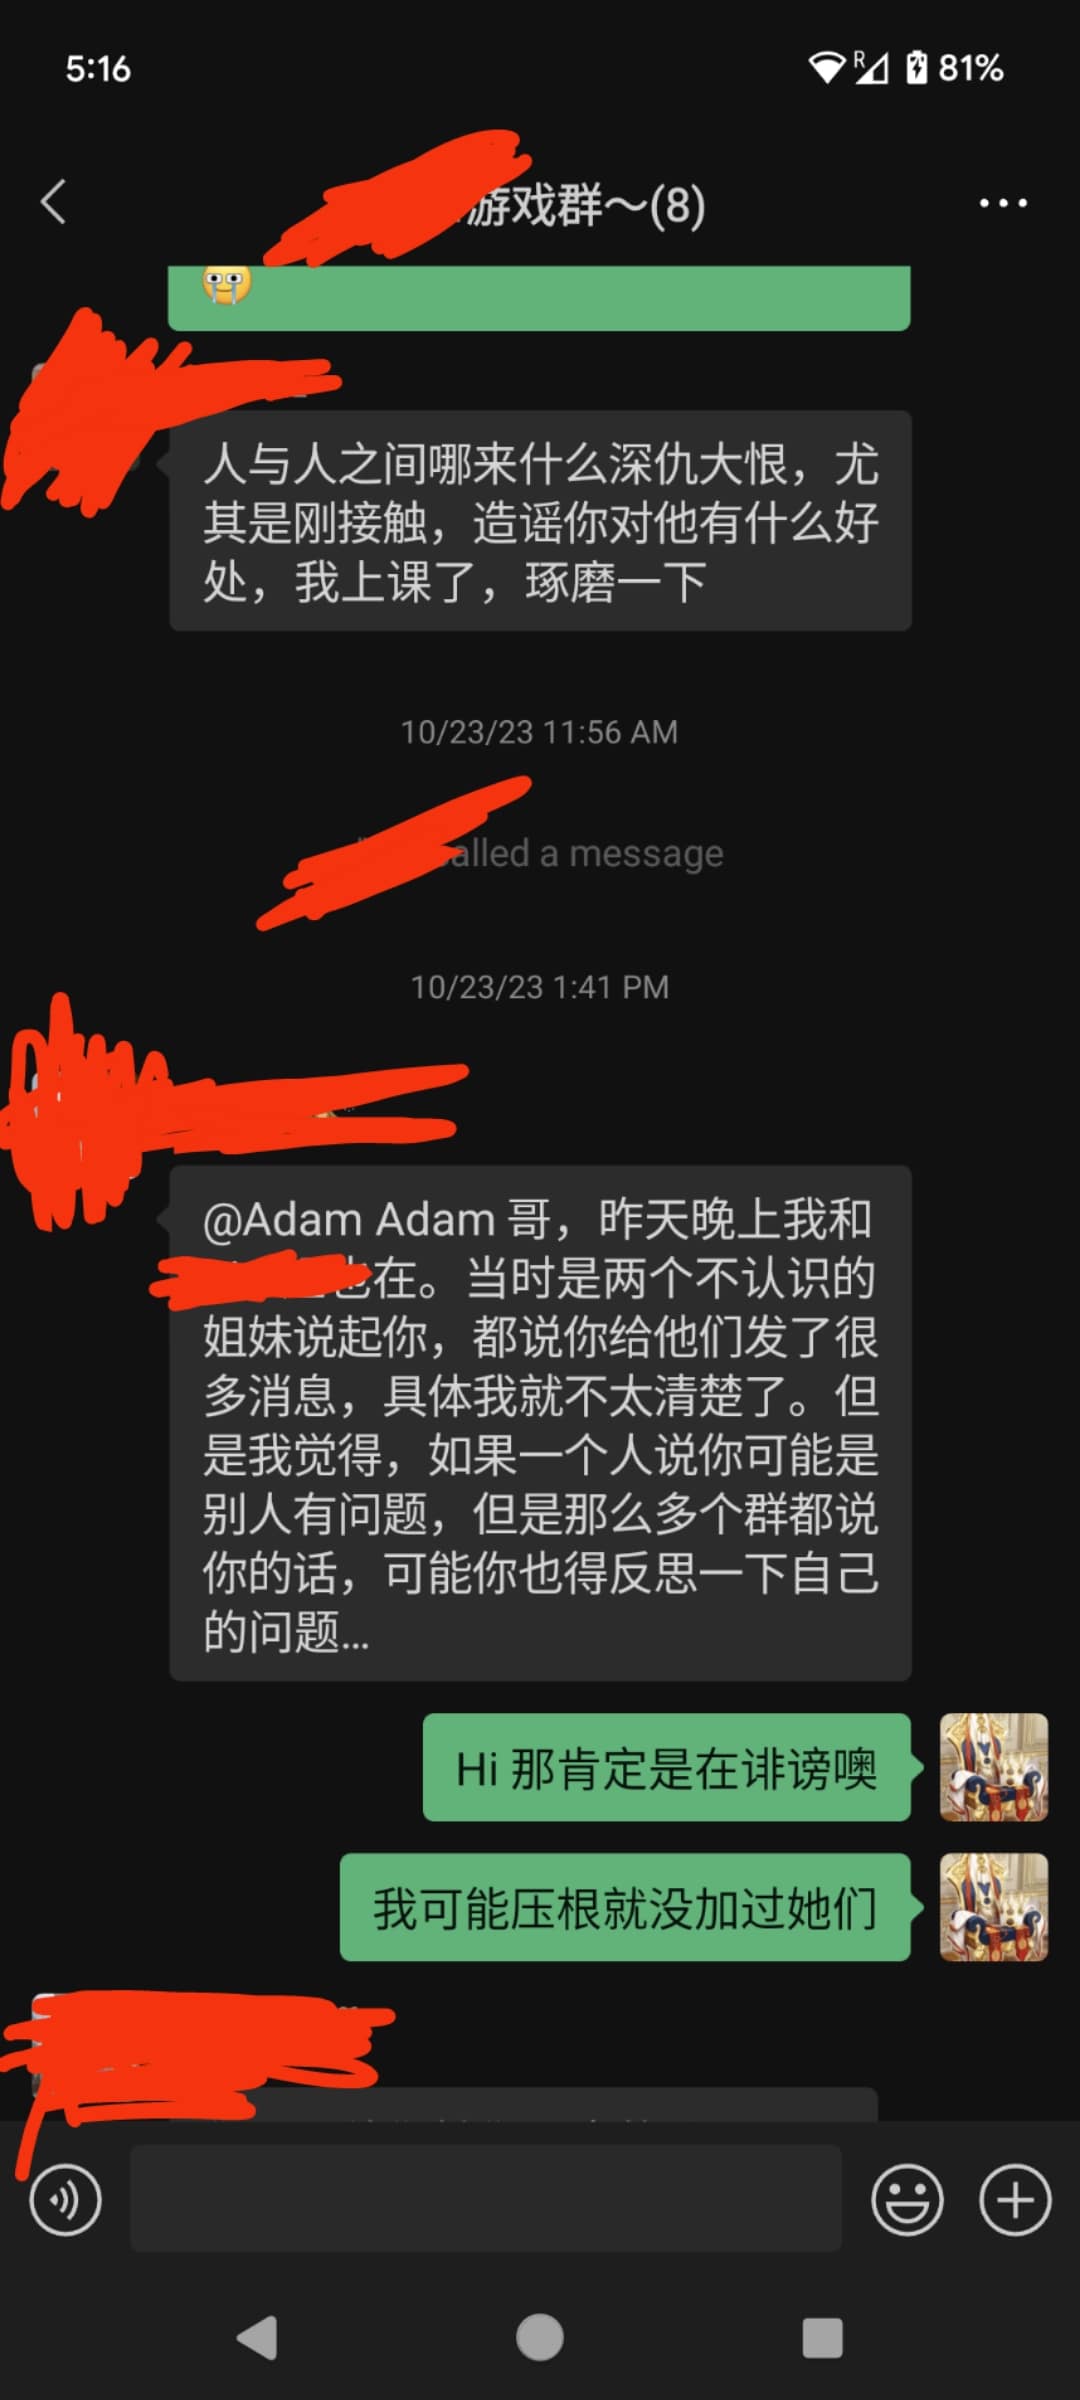 5:16
R
81%
游戏群～(8)
人与人之间哪来什么深仇大恨，尤
其是刚接触，造谣你对他有什么好
处，我上课了，琢磨一下
10/23/23 11:56 AM
a message
10/23/23 1:41 PM
@Adam Adam 哥，昨天晚上我和
也在。当时是两个不认识的
姐妹说起你，都说你给他们发了很
多消息，具体我就不太清楚了。但
是我觉得，如果一个人说你可能是
别人有问题，但是那么多个群都说
你的话，可能你也得反思一下自己
的问题...
Hi 那肯定是在诽谤噢
我可能压根就没加过她们